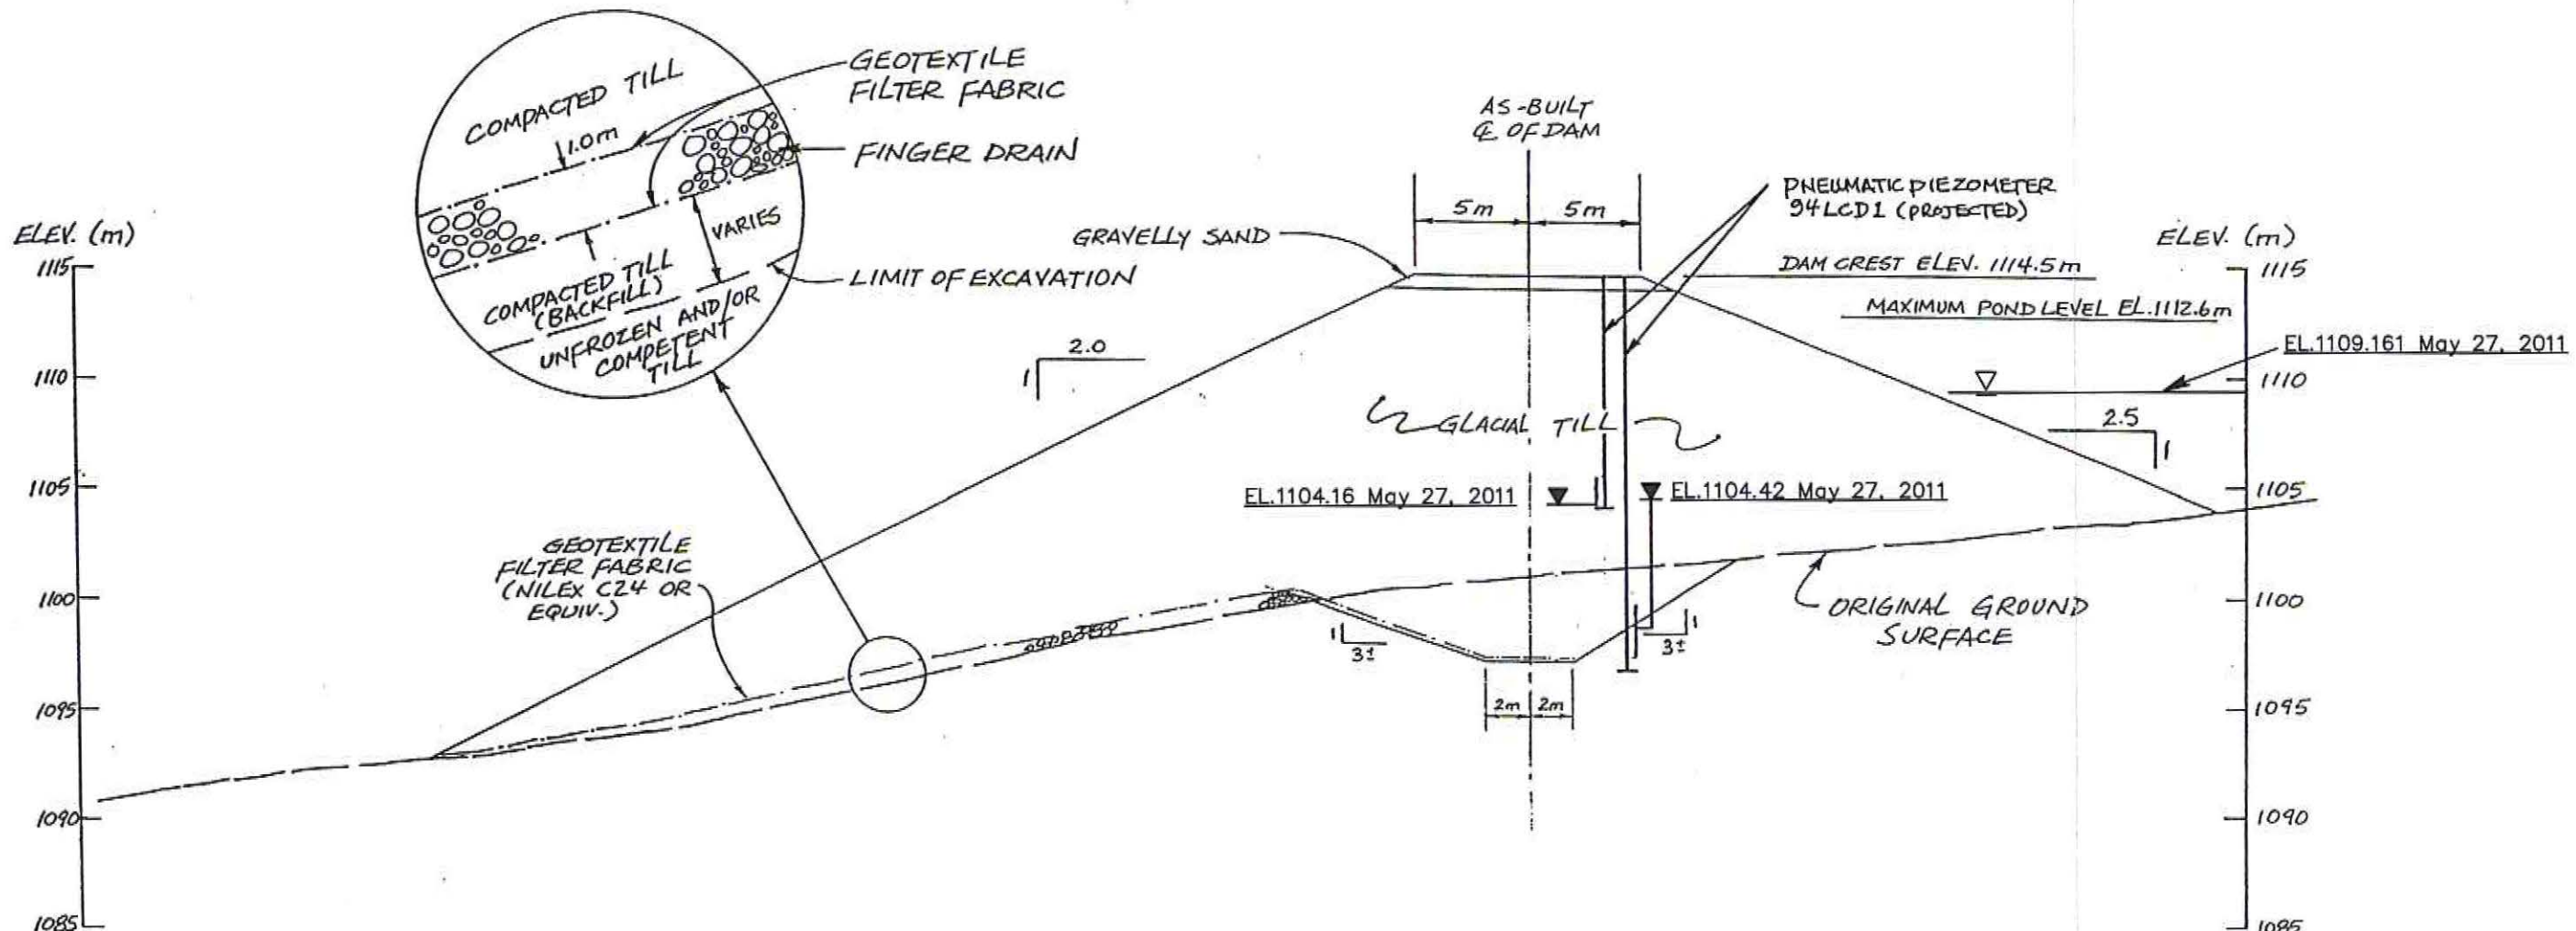 COMPACTED TILL
1.0m
GEOTEXTILE
FILTER FABRIC
FINGER DRAIN
VARIES
COMPACTED TILL
(BACKFILL)
LIMIT OF EXCAVATION
UNFROZEN AND/OR
COMPETENT
TILL
AS-BUILT
℄ OF DAM
5m
5m
GRAVELLY SAND
PNEUMATIC PIEZOMETER
94LCD1 (PROJECTED)
DAM CREST ELEV. 1114.5m
MAXIMUM POND LEVEL EL.1112.6m
EL.1109.161 May 27, 2011
ELEV. (m)
1115
1110
1105
1100
1095
1090
1085
ELEV. (m)
1115
1110
1105
1100
1095
1090
1085
2.0
1
GLACIAL TILL
2.5
1
EL.1104.16 May 27, 2011
EL.1104.42 May 27, 2011
GEOTEXTILE
FILTER FABRIC
(NILEX C24 OR
EQUIV.)
ORIGINAL GROUND
SURFACE
1
3±
1
3±
2m
2m